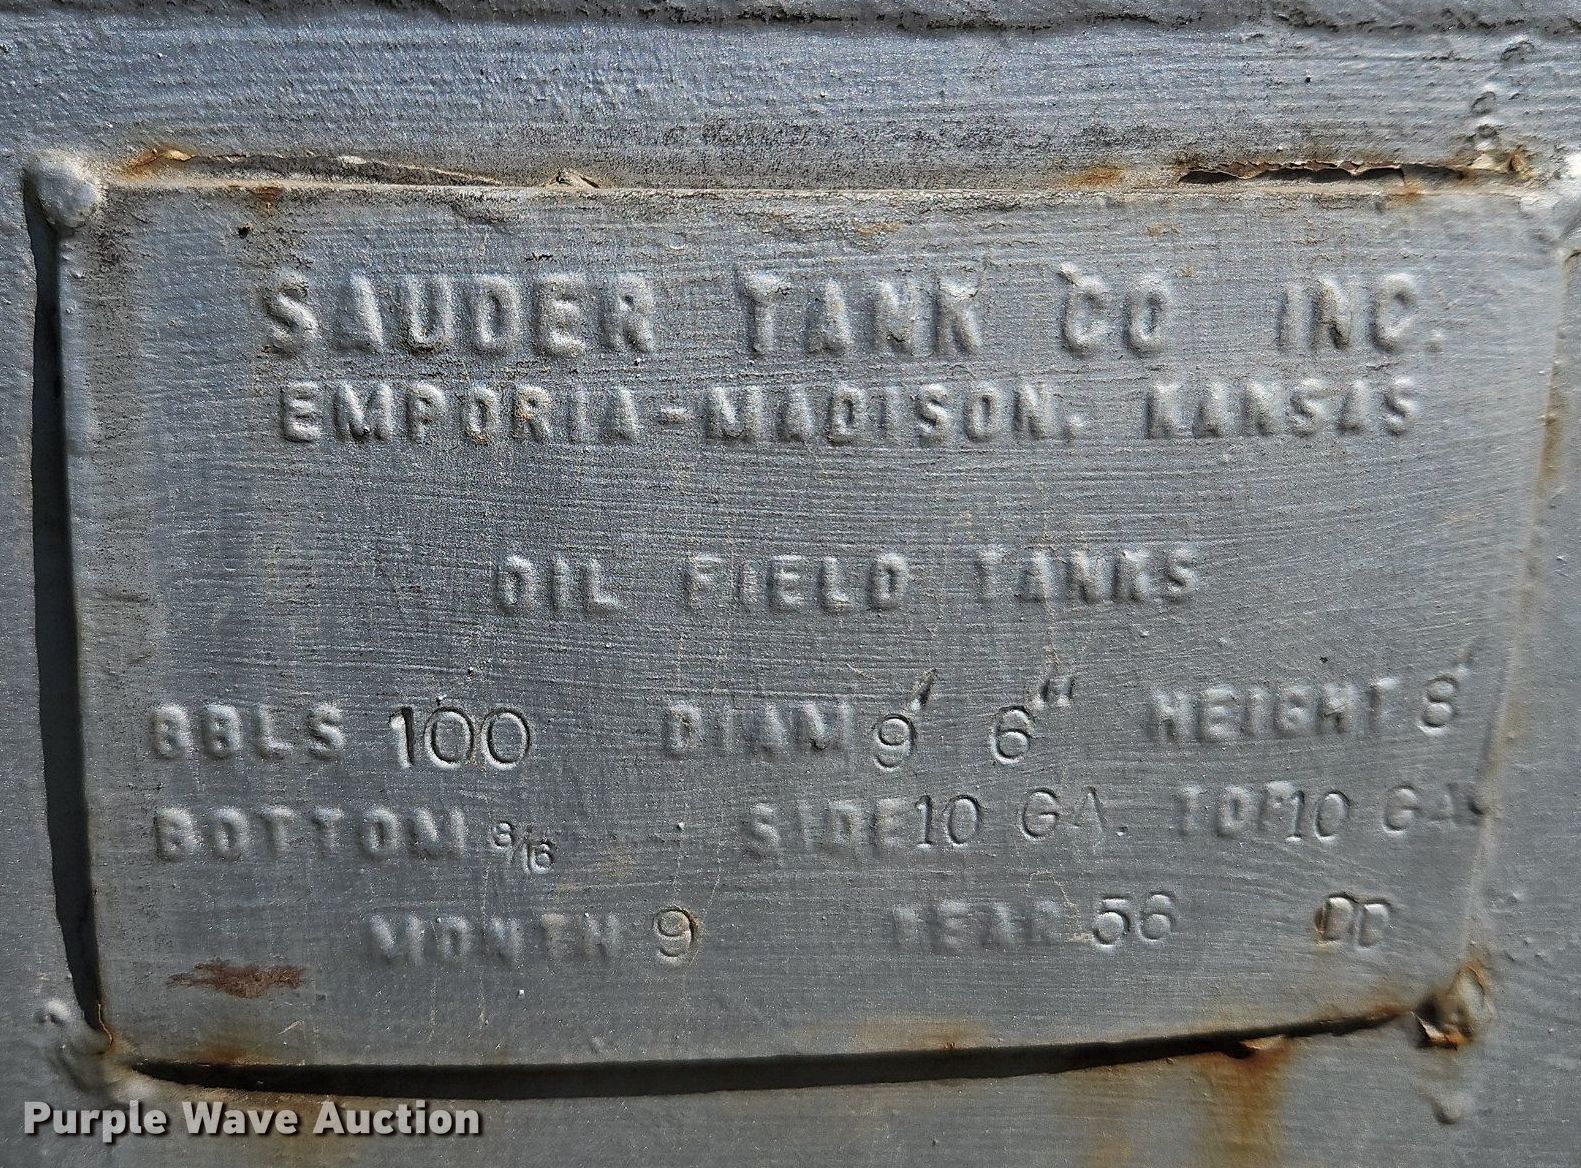 SAUDER TANK CO INC.
EMPORIA-MADISON, KANSAS
OIL FIELD TANKS
BBLS 100 DIAM 9' 6" HEIGHT 8'
BOTTOM 3/16 SIDE 10 GA. TOP 10 GA.
MONTH 9 YEAR 56 DD
Purple Wave Auction